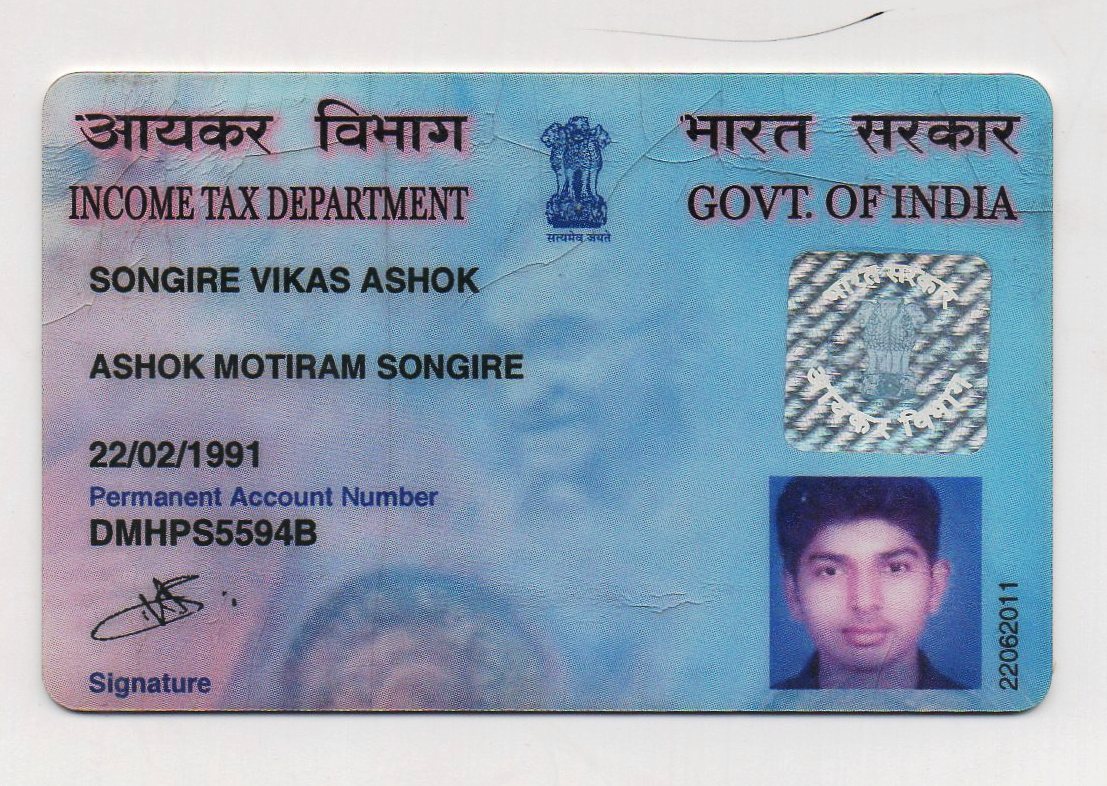 आयकर विभाग
INCOME TAX DEPARTMENT
सत्यमेव जयते
भारत सरकार
GOVT. OF INDIA
SONGIRE VIKAS ASHOK
ASHOK MOTIRAM SONGIRE
22/02/1991
Permanent Account Number
DMHPS5594B
Signature
भारत सरकार
आयकर विभाग
22062011